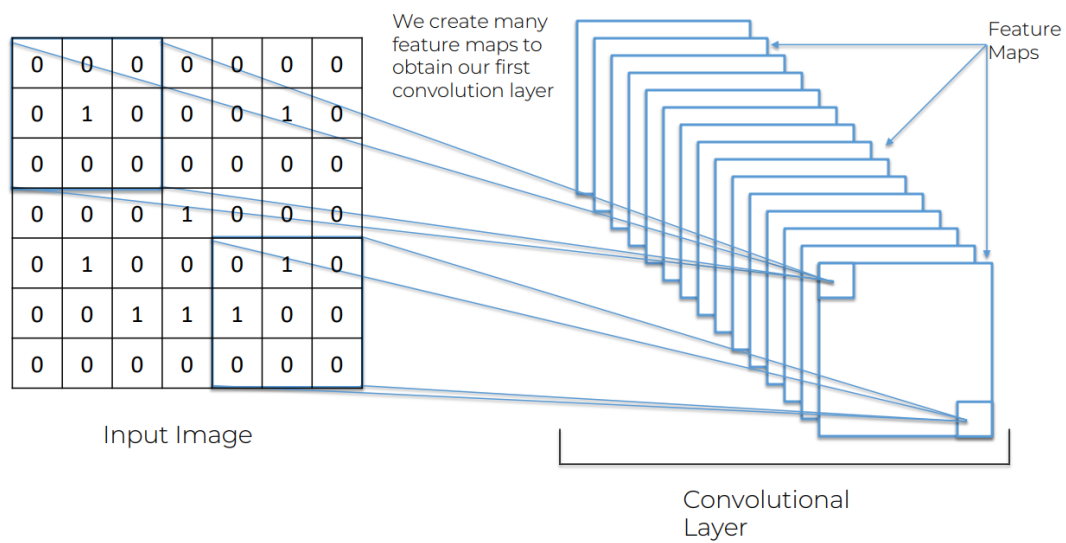 We create many
feature maps to
obtain our first
convolution layer
Feature
Maps
0 0 0 0 0 0 0
0 1 0 0 0 1 0
0 0 0 0 0 0 0
0 0 0 1 0 0 0
0 1 0 0 0 1 0
0 0 1 1 1 0 0
0 0 0 0 0 0 0
Input Image
Convolutional
Layer